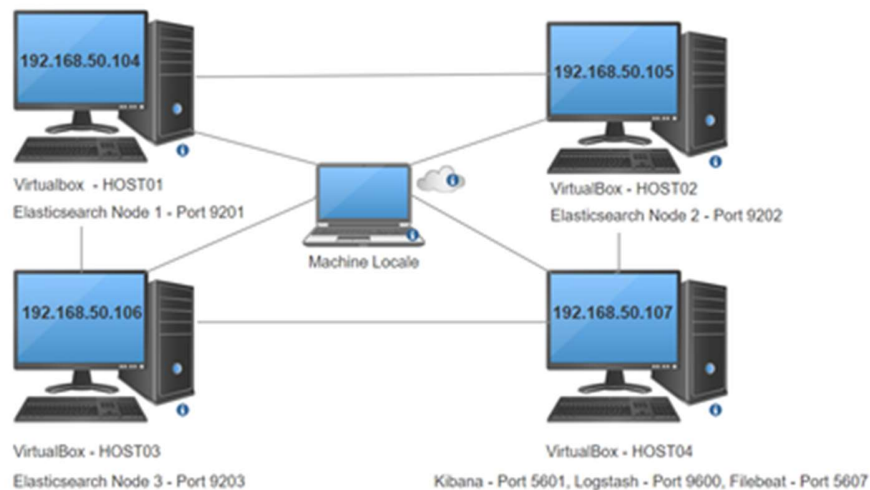 192.168.50.104
192.168.50.105
Virtualbox - HOST01
Elasticsearch Node 1 - Port 9201
VirtualBox - HOST02
Elasticsearch Node 2 - Port 9202
Machine Locale
192.168.50.106
192.168.50.107
VirtualBox - HOST03
Elasticsearch Node 3 - Port 9203
VirtualBox - HOST04
Kibana - Port 5601, Logstash - Port 9600, Filebeat - Port 5607